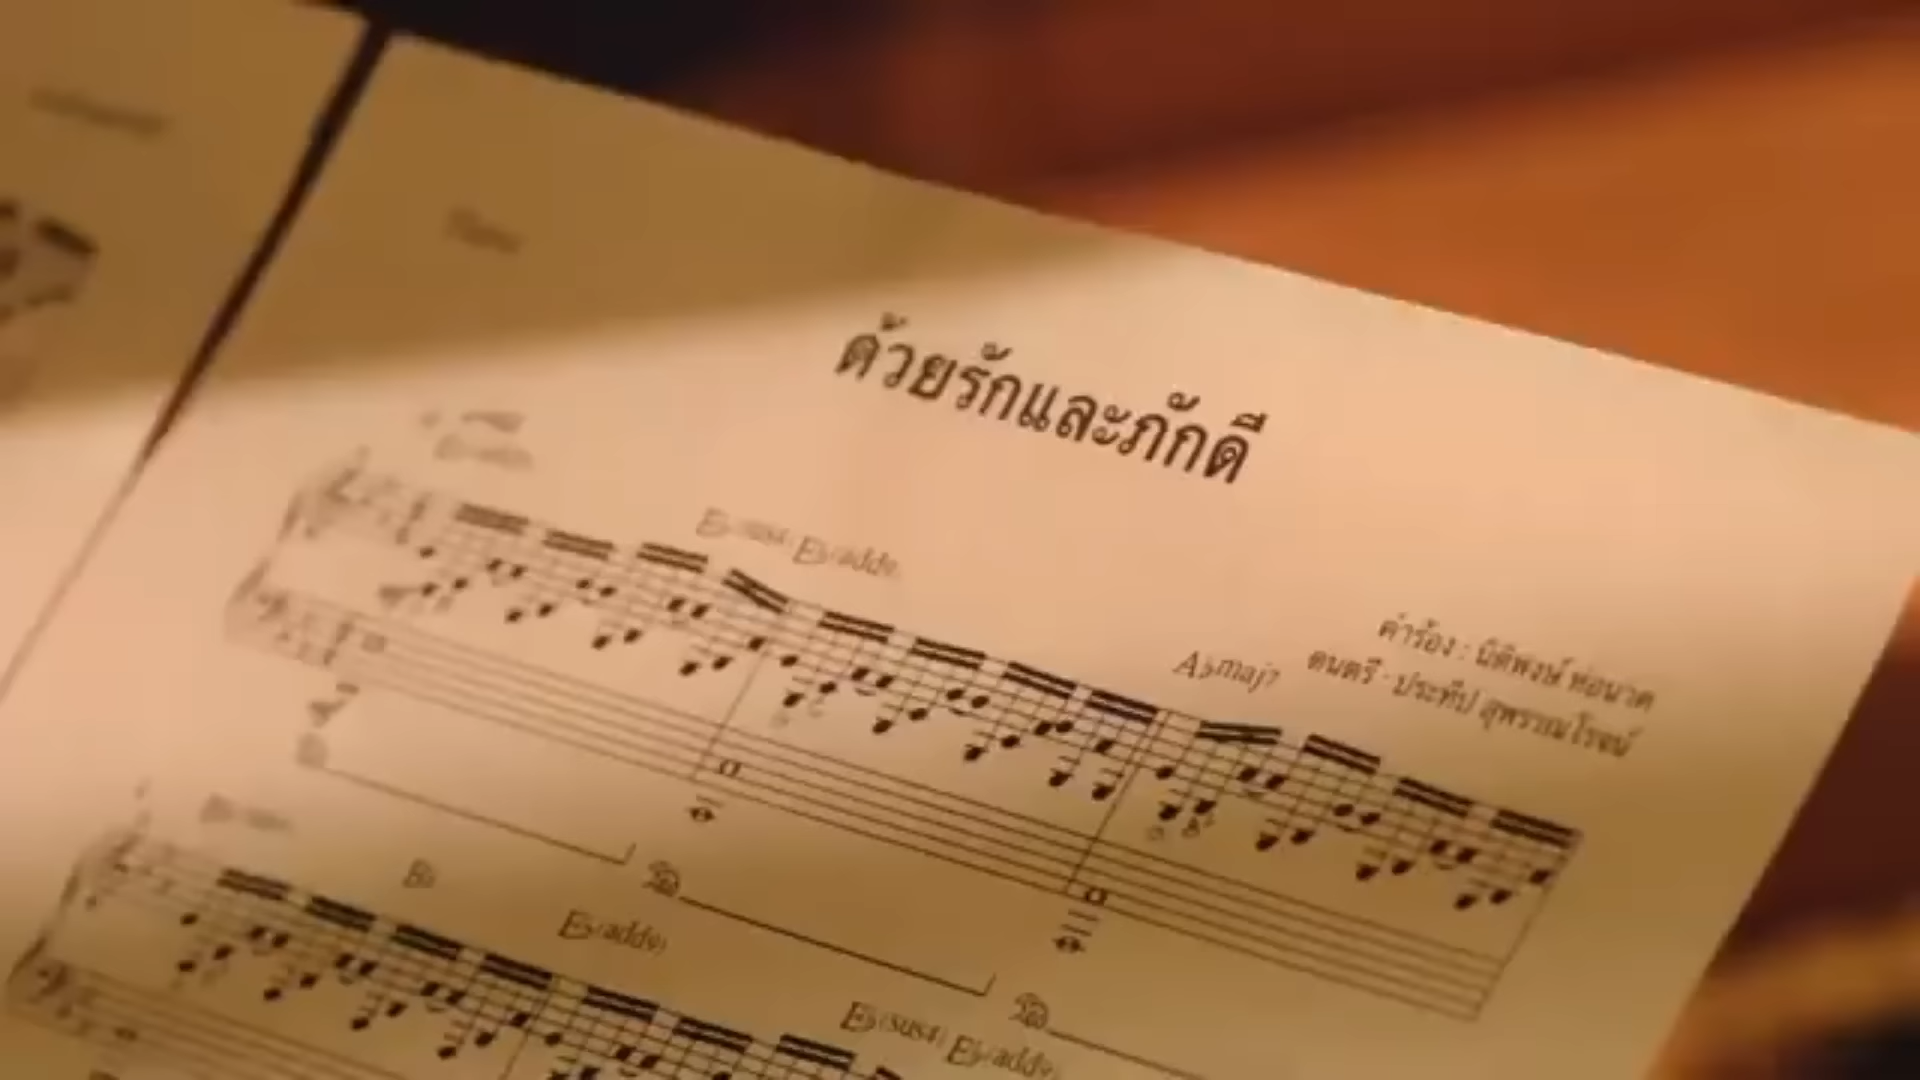 ด้วยรักและภักดี
E♭(sus4) E♭(add9)
A♭maj7
คำร้อง : นิติพงษ์ ห่อนาค
ดนตรี : ประทีป สุพรรณโรจน์
B♭
E♭(add9)
E♭(sus4) E♭(add9)